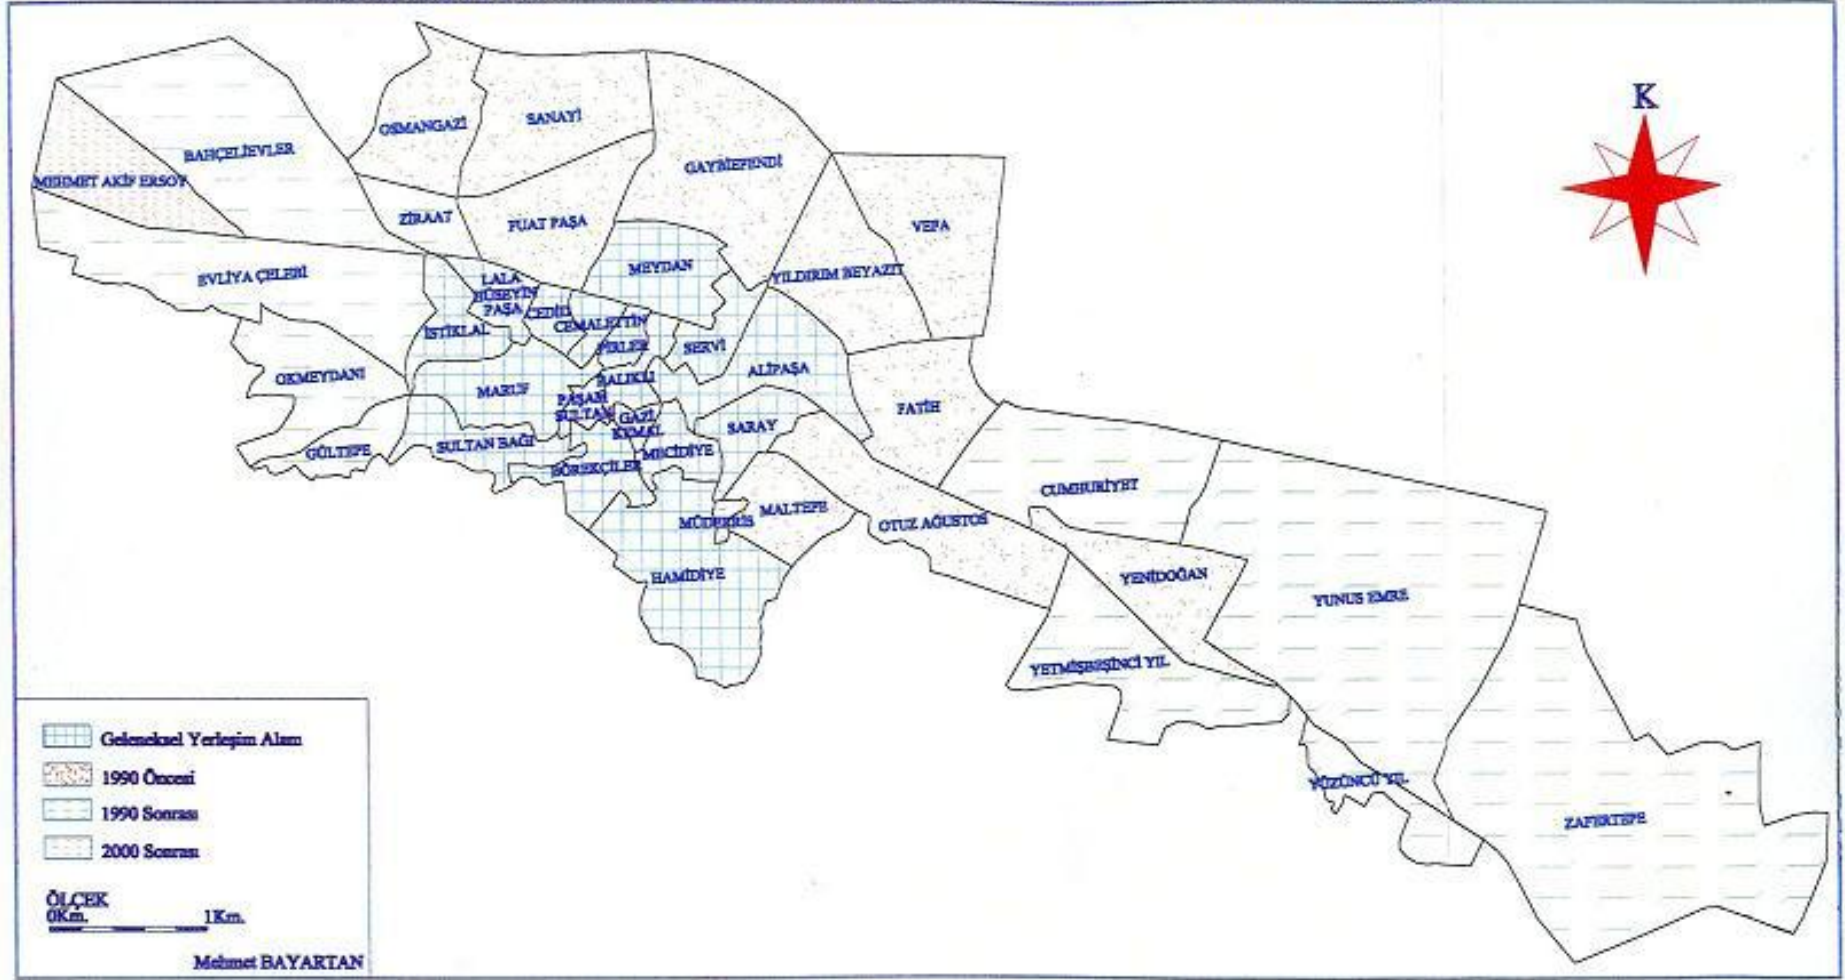 K
OSMANGAZİ
SANAYİ
BAHÇELİEVLER
GAYBİEFENDİ
MEHMET AKİF ERSOY
ZİRAAT
FUAT PAŞA
VEFA
EVLİYA ÇELEBİ
MEYDAN
YILDIRIM BEYAZIT
LALA
HÜSEYİN
PAŞA
CEDİD
CEMALETTİN
İSTİKLAL
PİRLER
SERVİ
ALİPAŞA
OKMEYDANI
MARUF
BALIKLI
PAŞAM
SULTAN
GAZİ
KEMAL
FATİH
SARAY
GÜLTEPE
SULTAN BAĞI
MECİDİYE
BÖREKÇİLER
CUMHURİYET
MALTEPE
MÜDERRİS
OTUZ AĞUSTOS
HAMİDİYE
YENİDOĞAN
YUNUS EMRE
YETMİŞBEŞİNCİ YIL
YÜZÜNCÜ YIL
ZAFERTEPE
Geleneksel Yerleşim Alanı
1990 Öncesi
1990 Sonrası
2000 Sonrası
ÖLÇEK
0Km. 1Km.
Mehmet BAYARTAN